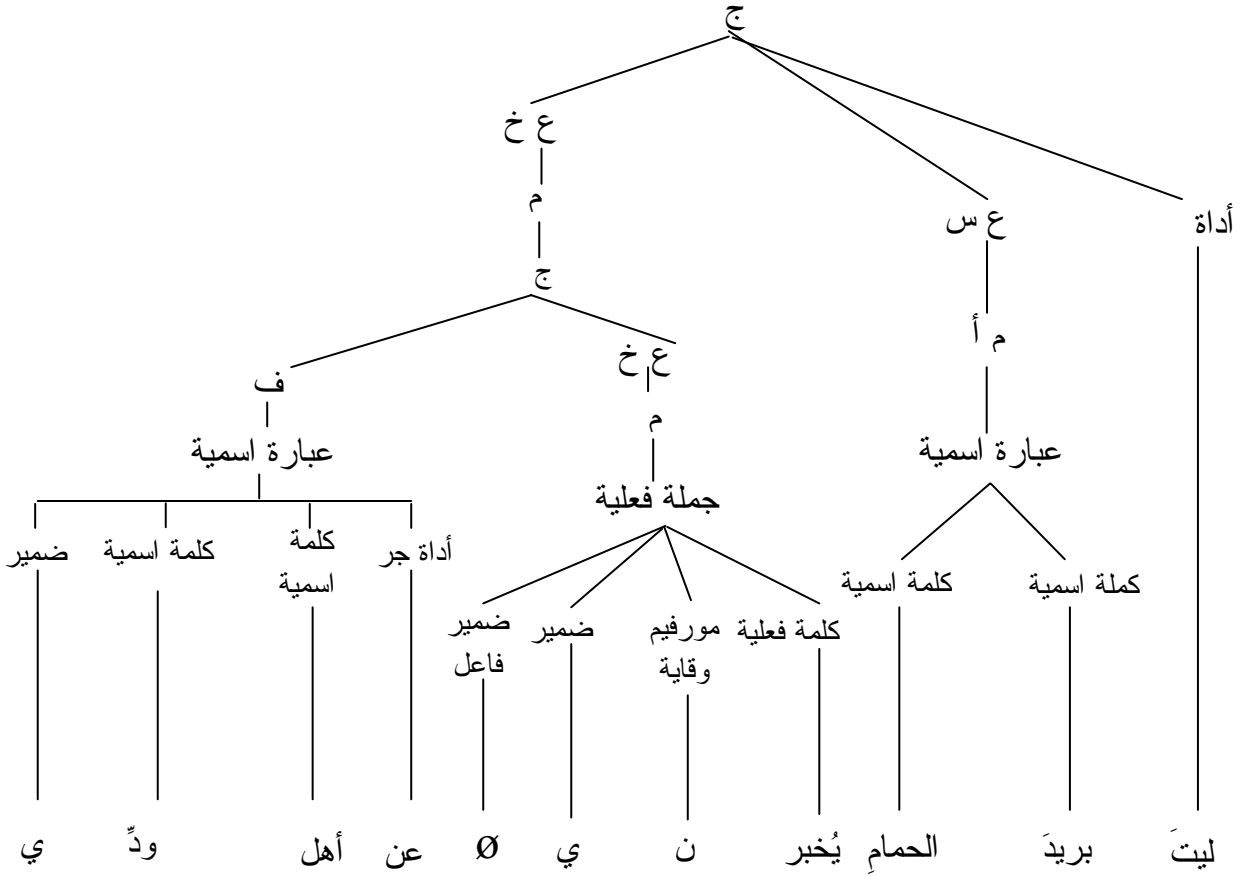 ج
ع خ
م
ع س
أداة
ج
م أ
ع خ
ف
م
عبارة اسمية
عبارة اسمية
جملة فعلية
أداة جر
كلمة
اسمية
كلمة اسمية
ضمير
كملة اسمية
كلمة اسمية
كلمة فعلية
مورفيم
وقاية
ضمير
ضمير
فاعل
ليتَ بريدَ الحمامِ يُخبر ن ي Ø عن أهل ودِّ ي